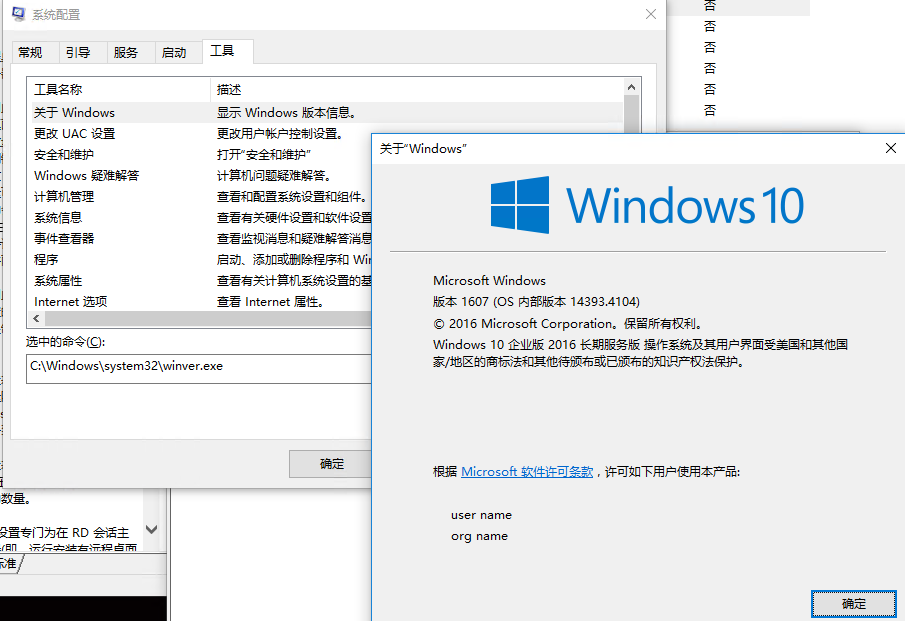 系统配置
常规 引导 服务 启动 工具
工具名称 描述
关于 Windows 显示 Windows 版本信息。
更改 UAC 设置 更改用户帐户控制设置。
安全和维护 打开“安全和维护”
Windows 疑难解答 计算机问题疑难解答。
计算机管理 查看和配置系统设置和组件。
系统信息 查看有关硬件设置和软件设置
事件查看器 查看监视消息和疑难解答消息
程序 启动、添加或删除程序和 Win
系统属性 查看有关计算机系统设置的基
Internet 选项 查看 Internet 属性。
选中的命令(C):
C:\Windows\system32\winver.exe
确定
否
否
否
否
否
否
关于“Windows”
Windows 10
Microsoft Windows
版本 1607 (OS 内部版本 14393.4104)
© 2016 Microsoft Corporation。保留所有权利。
Windows 10 企业版 2016 长期服务版 操作系统及其用户界面受美国和其他国
家/地区的商标法和其他待颁布或已颁布的知识产权法保护。
根据 Microsoft 软件许可条款，许可如下用户使用本产品:
user name
org name
确定
数量。
设置专门为在 RD 会话主
(即，运行安装有远程桌面
标准